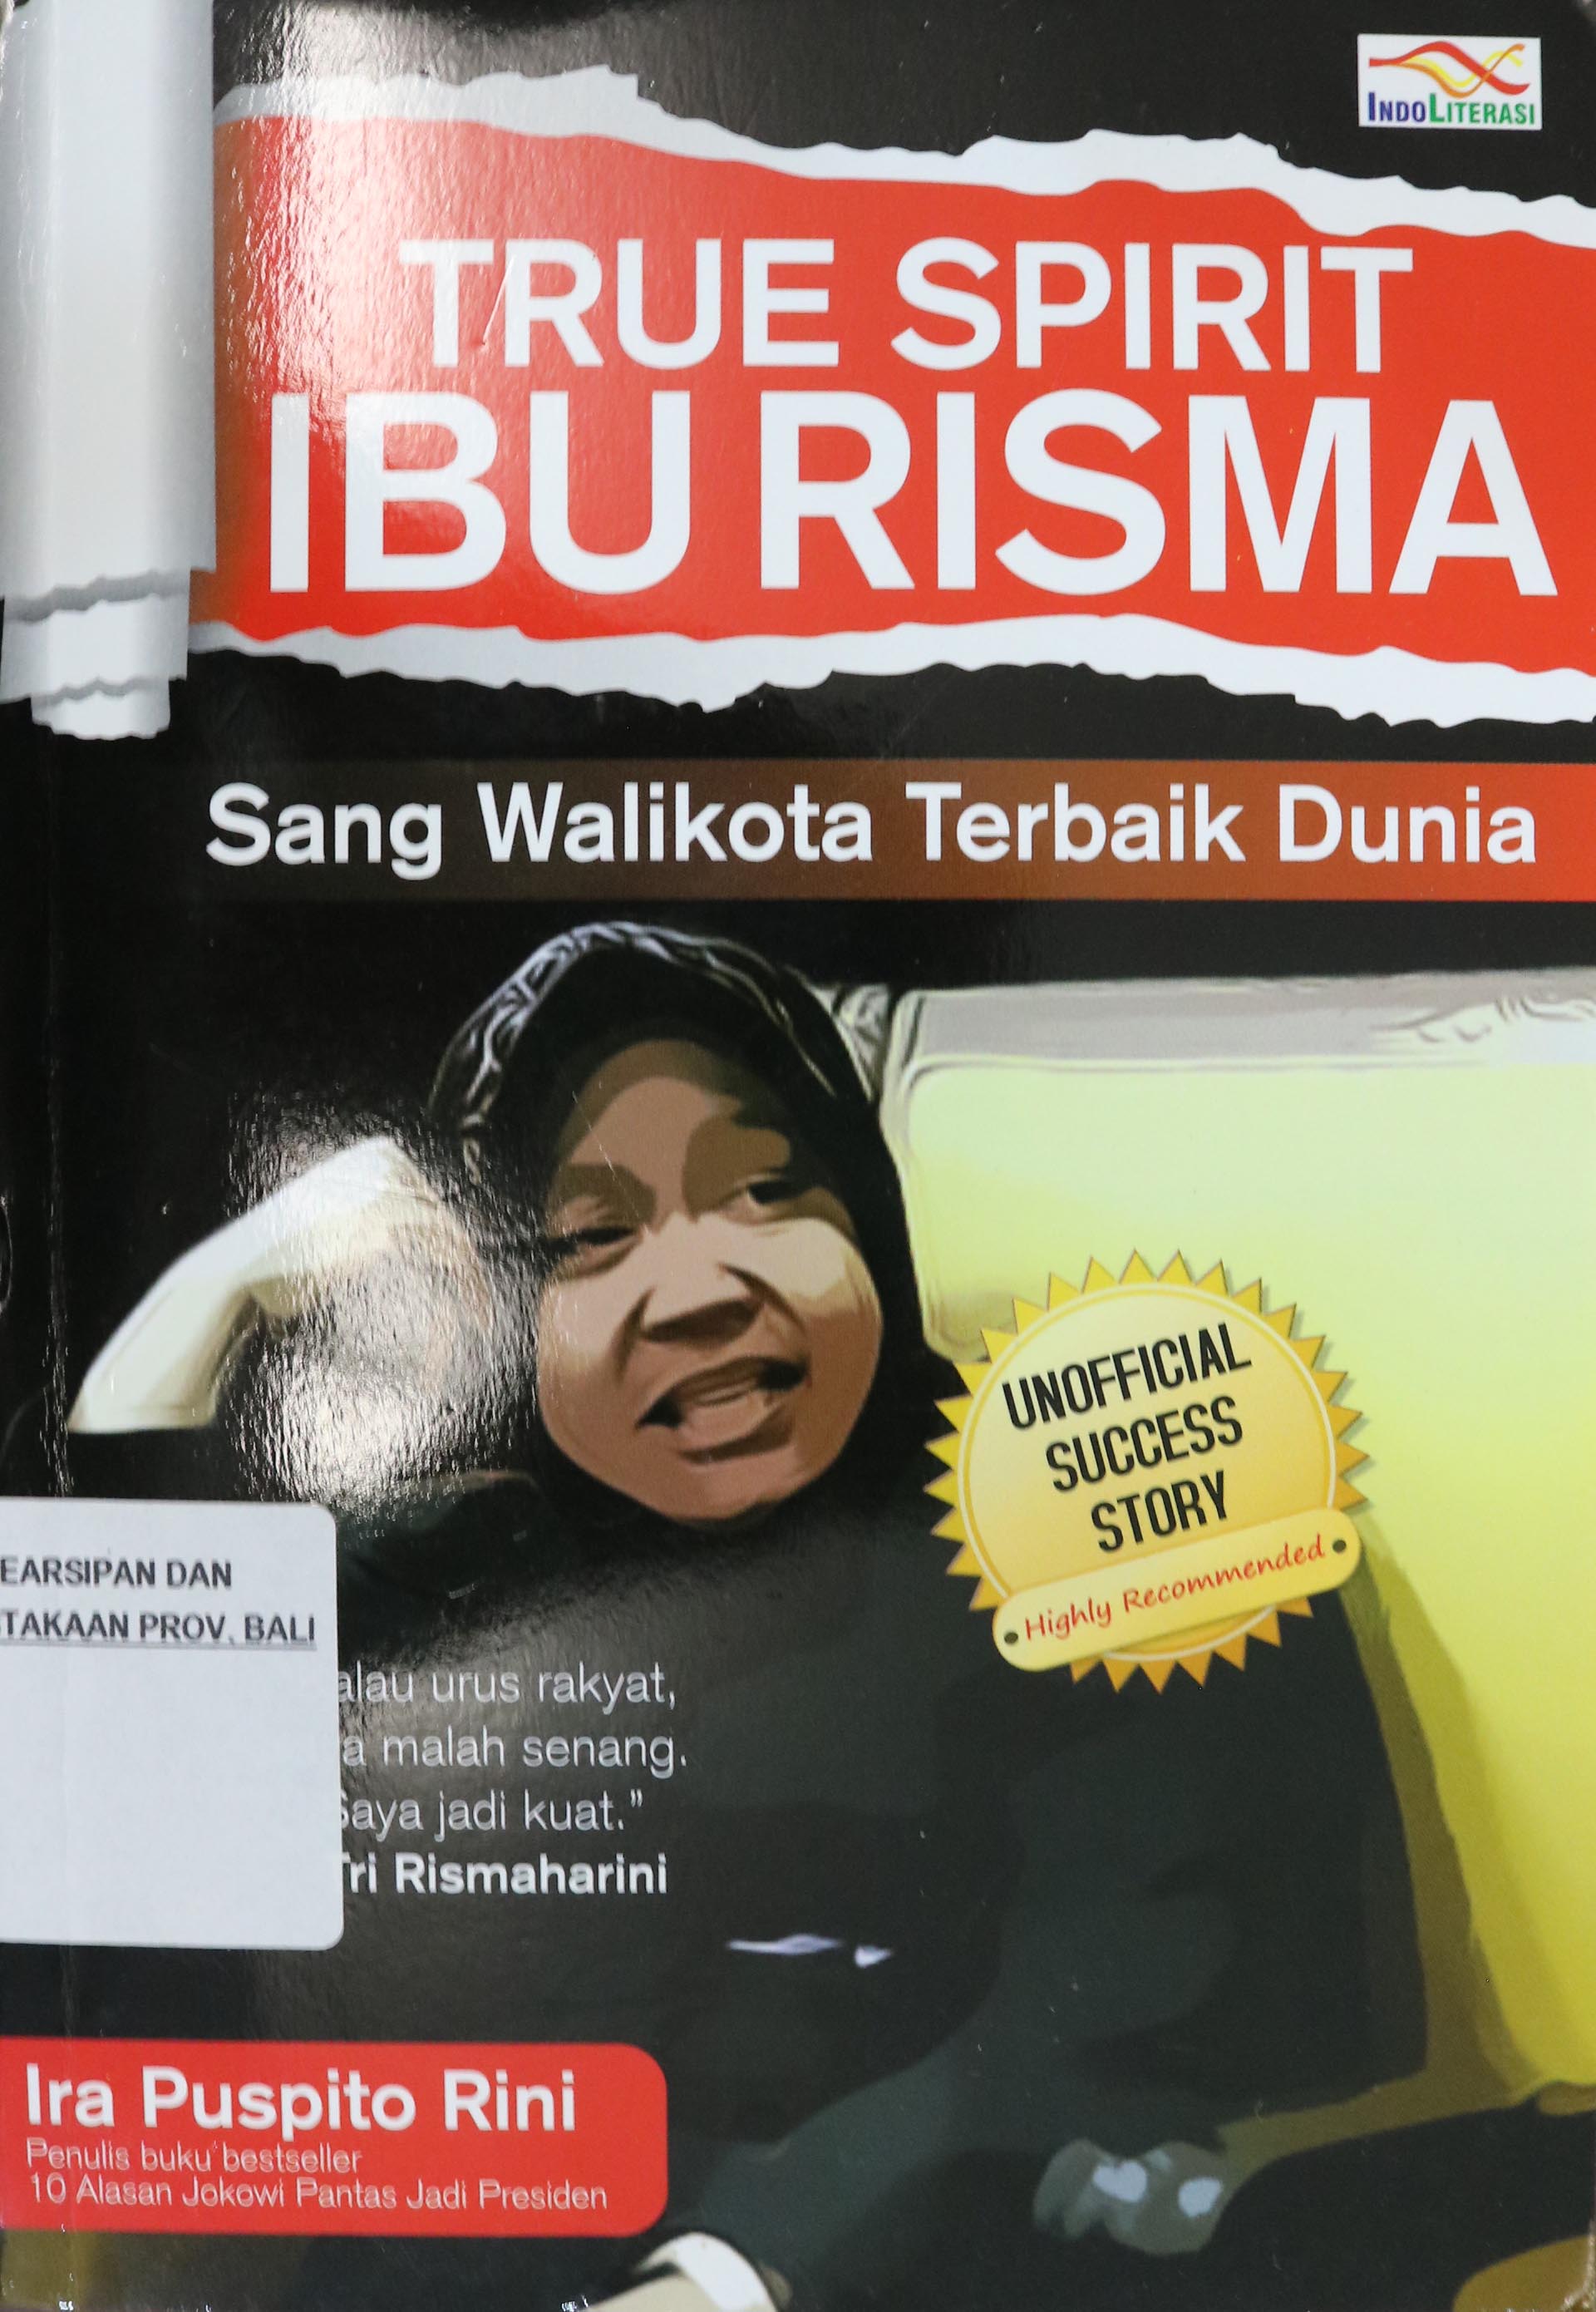 INDOLITERASI
TRUE SPIRIT
IBU RISMA
Sang Walikota Terbaik Dunia
UNOFFICIAL
SUCCESS
STORY
Highly Recommended
EARSIPAN DAN
TAKAAN PROV. BALI
alau urus rakyat,
a malah senang.
Saya jadi kuat.”
Tri Rismaharini
Ira Puspito Rini
Penulis buku bestseller
10 Alasan Jokowi Pantas Jadi Presiden